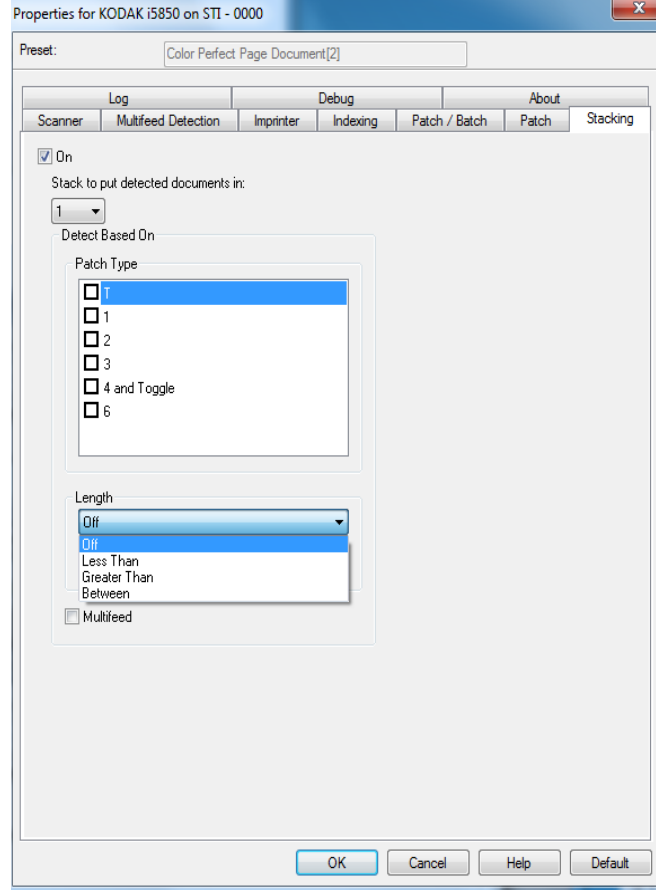 Properties for KODAK i5850 on STI - 0000
x
Preset: Color Perfect Page Document[2]
Log Debug About
Scanner Multifeed Detection Imprinter Indexing Patch / Batch Patch Stacking
On
Stack to put detected documents in:
1
Detect Based On
Patch Type
T
1
2
3
4 and Toggle
6
Length
Off
Off
Less Than
Greater Than
Between
Multifeed
OK Cancel Help Default